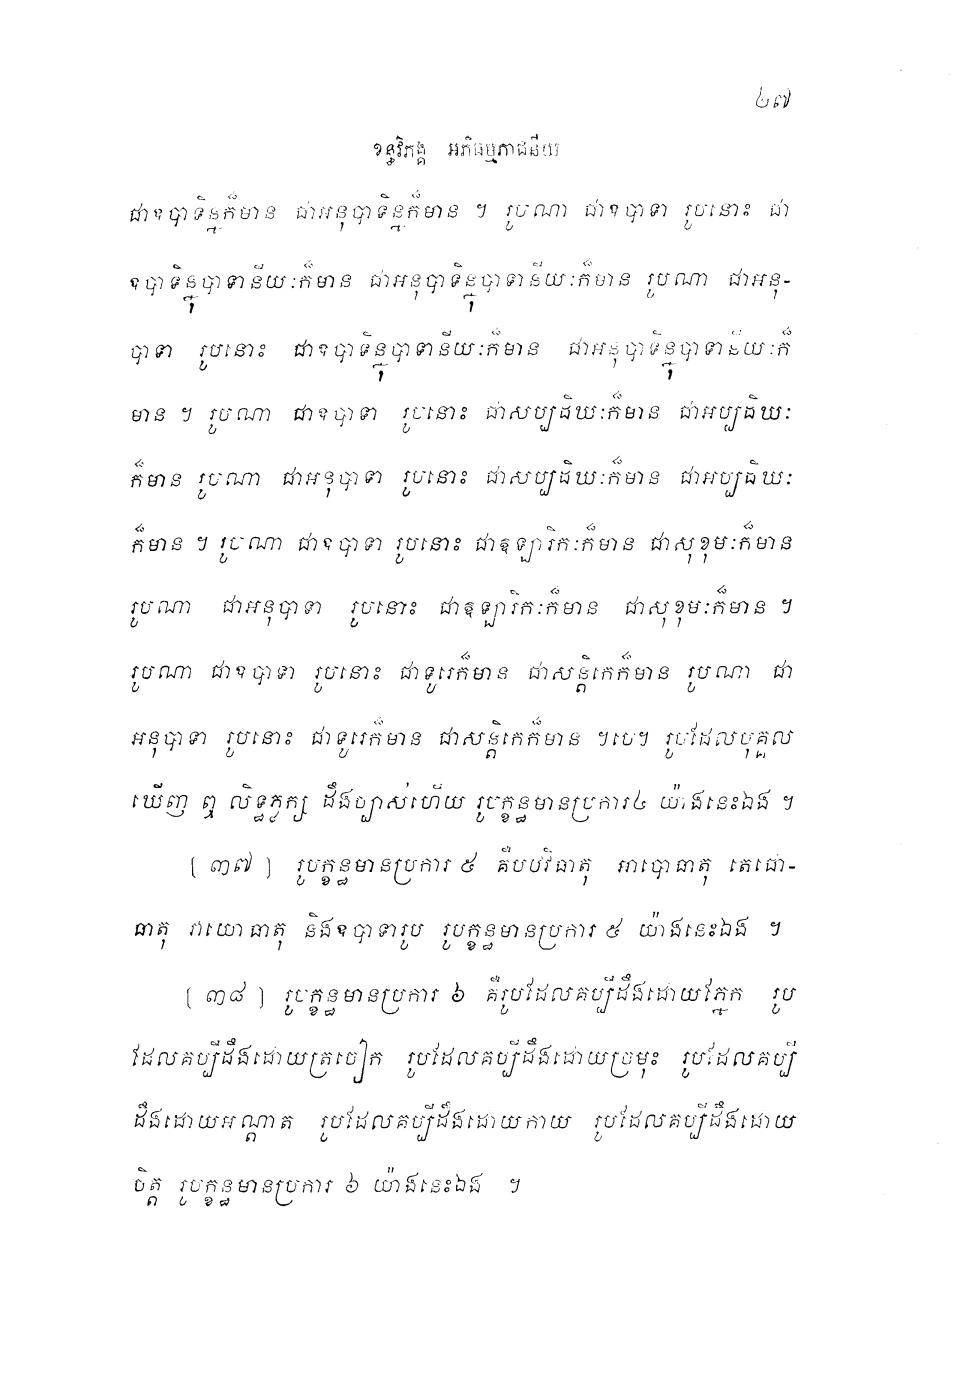 ២៧
ខន្ធវិភង្គ អភិធម្មភាជនីយ
ជាឧបាទិន្នក៏មាន ជាអនុបាទិន្នក៏មាន ។ រូបណា ជាឧបាទា រូបនោះ ជា
ឧបាទិន្នុបាទានិយៈក៏មាន ជាអនុបាទិន្នុបាទានិយៈក៏មាន រូបណា ជាអនុ-
បាទា រូបនោះ ជាឧបាទិន្នុបាទានិយៈក៏មាន ជាអនុបាទិន្នុបាទានិយៈក៏
មាន ។ រូបណា ជាឧបាទា រូបនោះ ជាសប្បដិឃៈក៏មាន ជាអប្បដិឃៈ
ក៏មាន រូបណា ជាអនុបាទា រូបនោះ ជាសប្បដិឃៈក៏មាន ជាអប្បដិឃៈ
ក៏មាន ។ រូបណា ជាឧបាទា រូបនោះ ជាឱឡារិកៈក៏មាន ជាសុខុមៈក៏មាន
រូបណា ជាអនុបាទា រូបនោះ ជាឱឡារិកៈក៏មាន ជាសុខុមៈក៏មាន ។
រូបណា ជាឧបាទា រូបនោះ ជាទូរេក៏មាន ជាសន្តិកេក៏មាន រូបណា ជា
អនុបាទា រូបនោះ ជាទូរេក៏មាន ជាសន្តិកេក៏មាន ។បេ។ រូបដែលបុគ្គល
ឃើញ ឮ លិទ្ធភ្លក្ស ដឹងច្បាស់ហើយ រូបក្ខន្ធមានប្រការ៤ យ៉ាងនេះឯង ។
[ ៣៧ ] រូបក្ខន្ធមានប្រការ ៥ គឺបឋវីធាតុ អាបោធាតុ តេជោ-
ធាតុ វាយោធាតុ និងឧបាទារូប រូបក្ខន្ធមានប្រការ ៥ យ៉ាងនេះឯង ។
[ ៣៨ ] រូបក្ខន្ធមានប្រការ ៦ គឺរូបដែលគប្បីដឹងដោយភ្នែក រូប
ដែលគប្បីដឹងដោយត្រចៀក រូបដែលគប្បីដឹងដោយច្រមុះ រូបដែលគប្បី
ដឹងដោយអណ្តាត រូបដែលគប្បីដឹងដោយកាយ រូបដែលគប្បីដឹងដោយ
ចិត្ត រូបក្ខន្ធមានប្រការ ៦ យ៉ាងនេះឯង ។